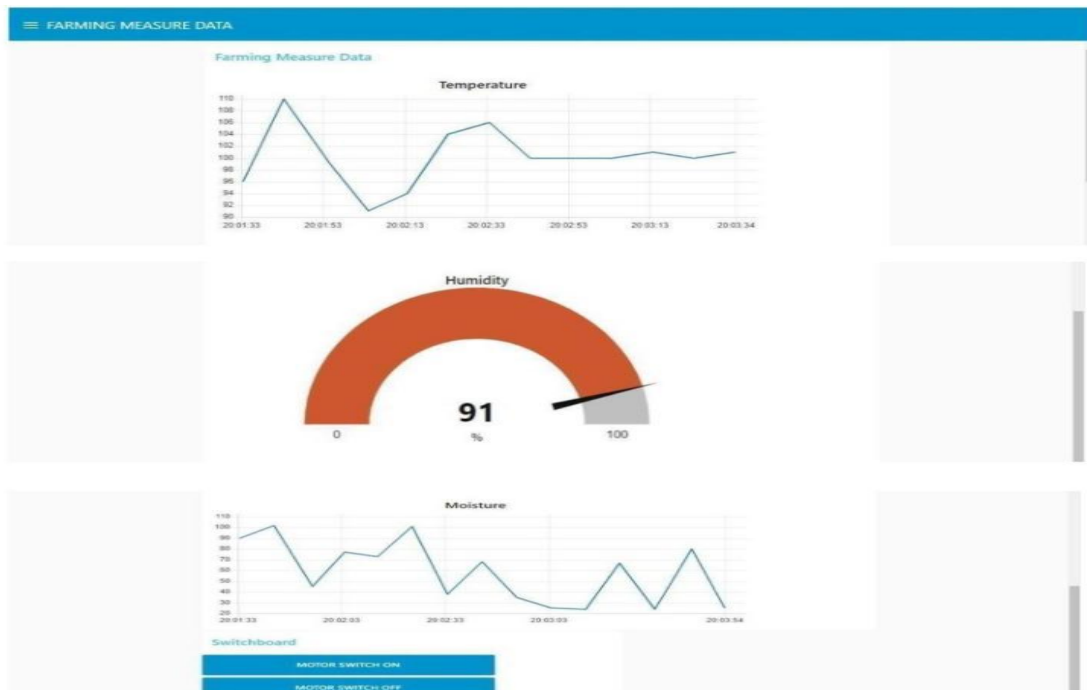 ≡ FARMING MEASURE DATA
Farming Measure Data
Temperature
110
108
106
104
102
100
98
96
94
92
90
20:01:33 20:01:53 20:02:13 20:02:33 20:02:53 20:03:13 20:03:34
Humidity
91
%
0 100
Moisture
110
100
90
80
70
60
50
40
30
20
20:01:33 20:02:03 20:02:33 20:03:03 20:03:54
Switchboard
MOTOR SWITCH ON
MOTOR SWITCH OFF